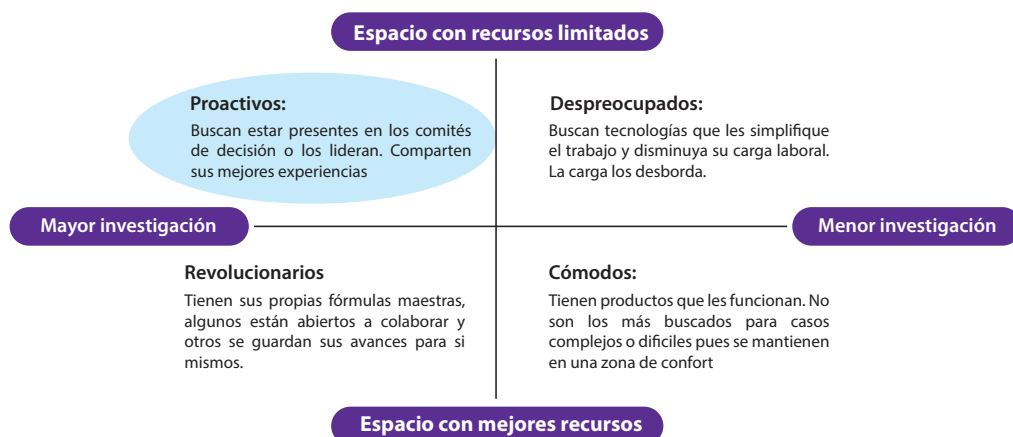 Espacio con recursos limitados
Proactivos:
Buscan estar presentes en los comités
de decisión o los lideran. Comparten
sus mejores experiencias
Despreocupados:
Buscan tecnologías que les simplifique
el trabajo y disminuya su carga laboral.
La carga los desborda.
Mayor investigación
Menor investigación
Revolucionarios
Tienen sus propias fórmulas maestras,
algunos están abiertos a colaborar y
otros se guardan sus avances para si
mismos.
Cómodos:
Tienen productos que les funcionan. No
son los más buscados para casos
complejos o dificiles pues se mantienen
en una zona de confort
Espacio con mejores recursos